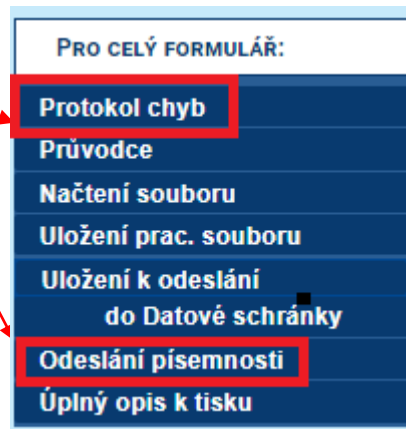 PRO CELÝ FORMULÁŘ:
Protokol chyb
Průvodce
Načtení souboru
Uložení prac. souboru
Uložení k odeslání
do Datové schránky
Odeslání písemnosti
Úplný opis k tisku